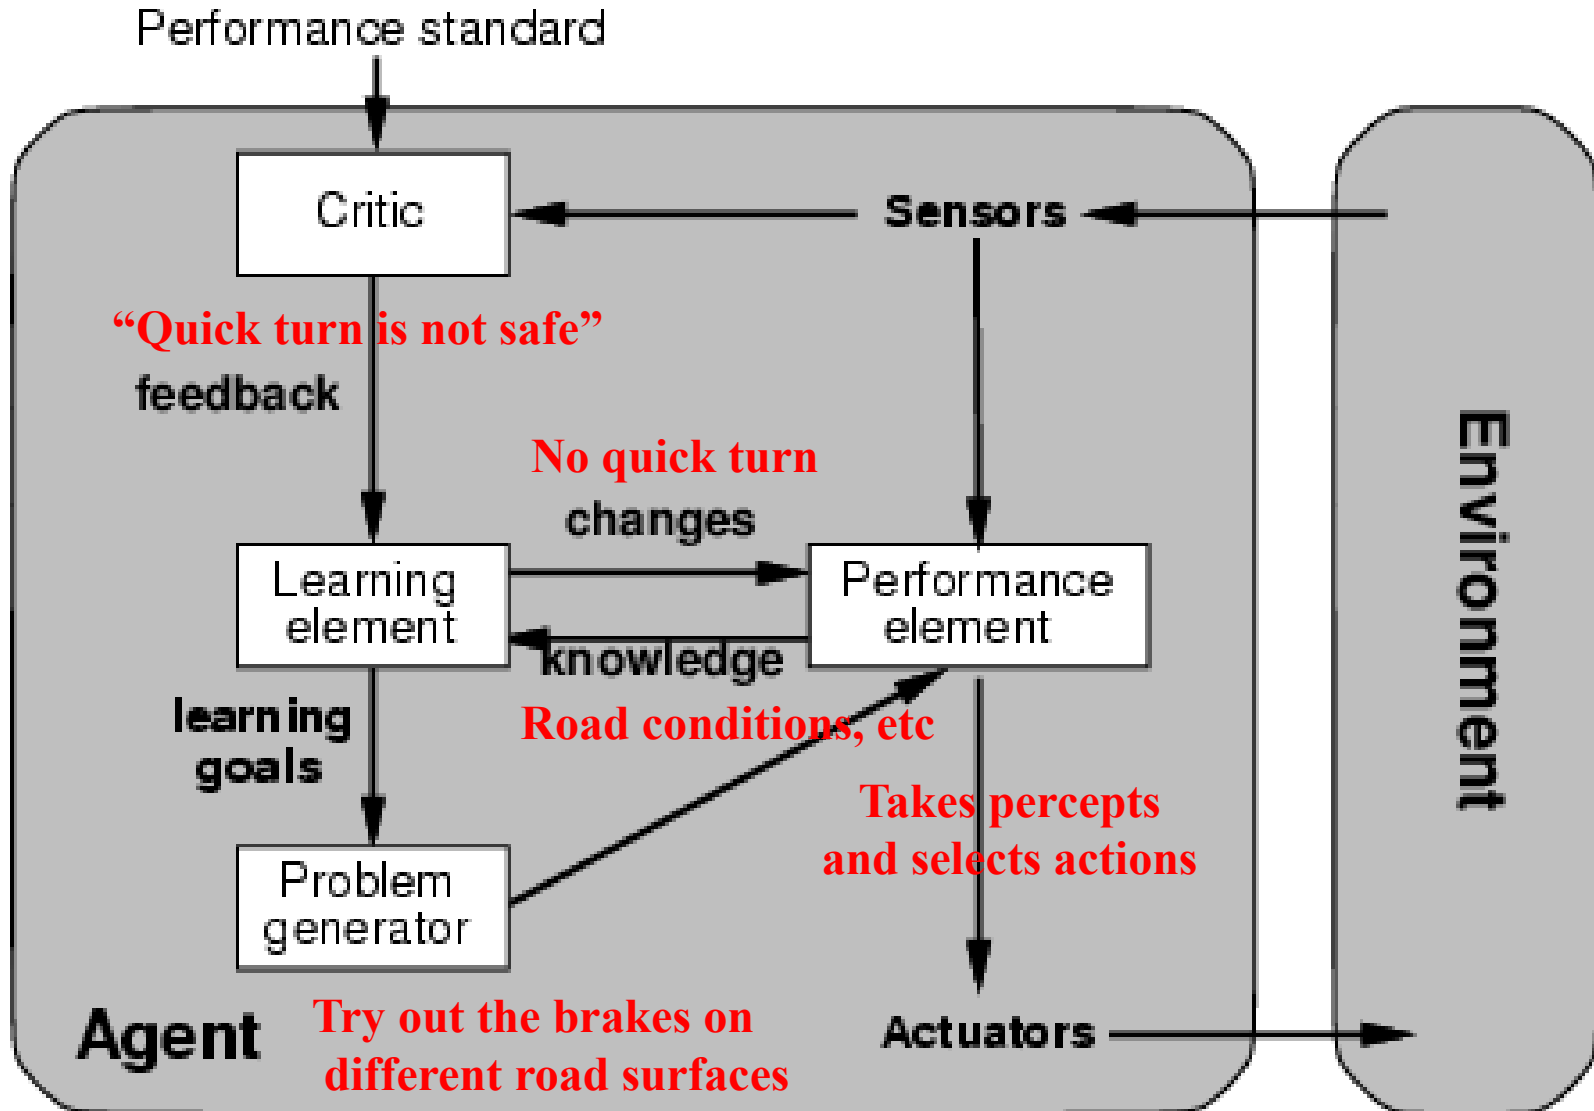 Performance standard
Critic
Sensors
“Quick turn is not safe”
feedback
No quick turn
changes
Learning
element
Performance
element
knowledge
Road conditions, etc
learning
goals
Takes percepts
and selects actions
Problem
generator
Agent
Try out the brakes on
different road surfaces
Actuators
Environment